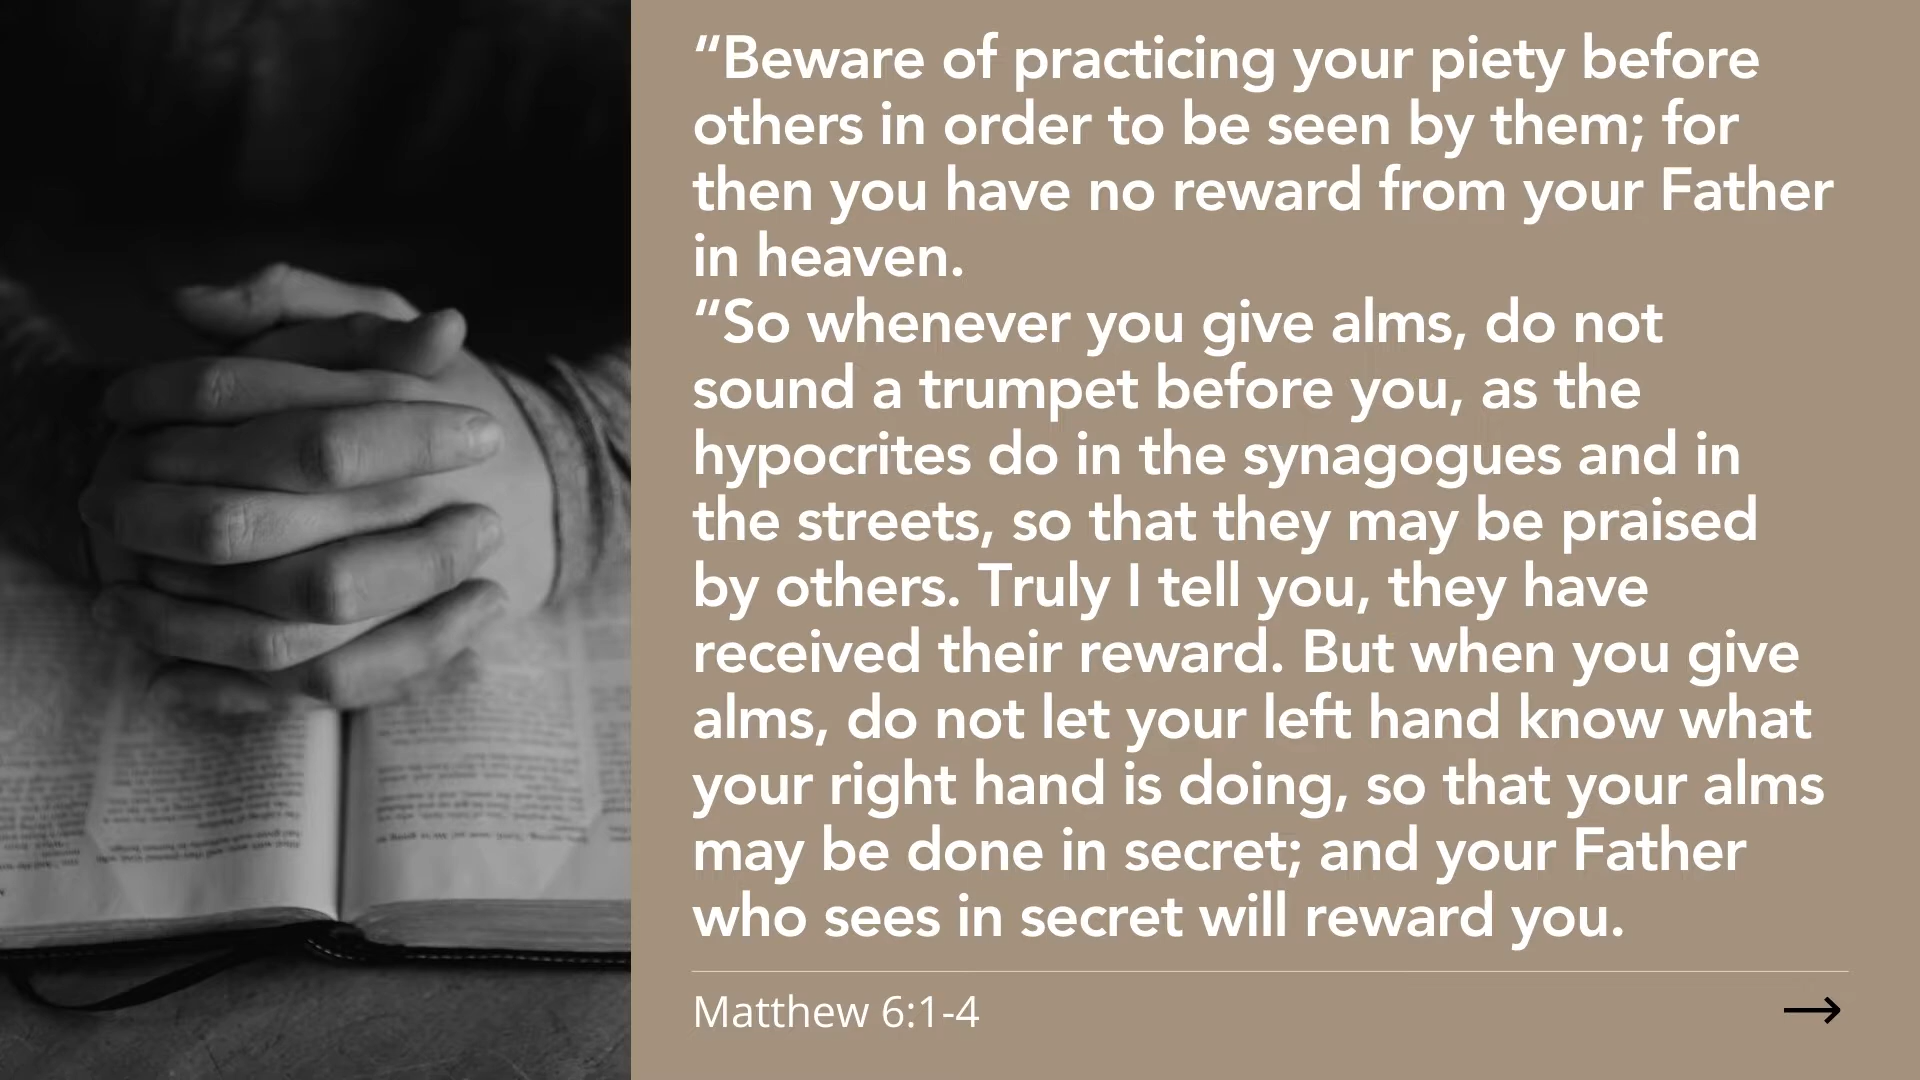 “Beware of practicing your piety before
others in order to be seen by them; for
then you have no reward from your Father
in heaven.
“So whenever you give alms, do not
sound a trumpet before you, as the
hypocrites do in the synagogues and in
the streets, so that they may be praised
by others. Truly I tell you, they have
received their reward. But when you give
alms, do not let your left hand know what
your right hand is doing, so that your alms
may be done in secret; and your Father
who sees in secret will reward you.
Matthew 6:1-4